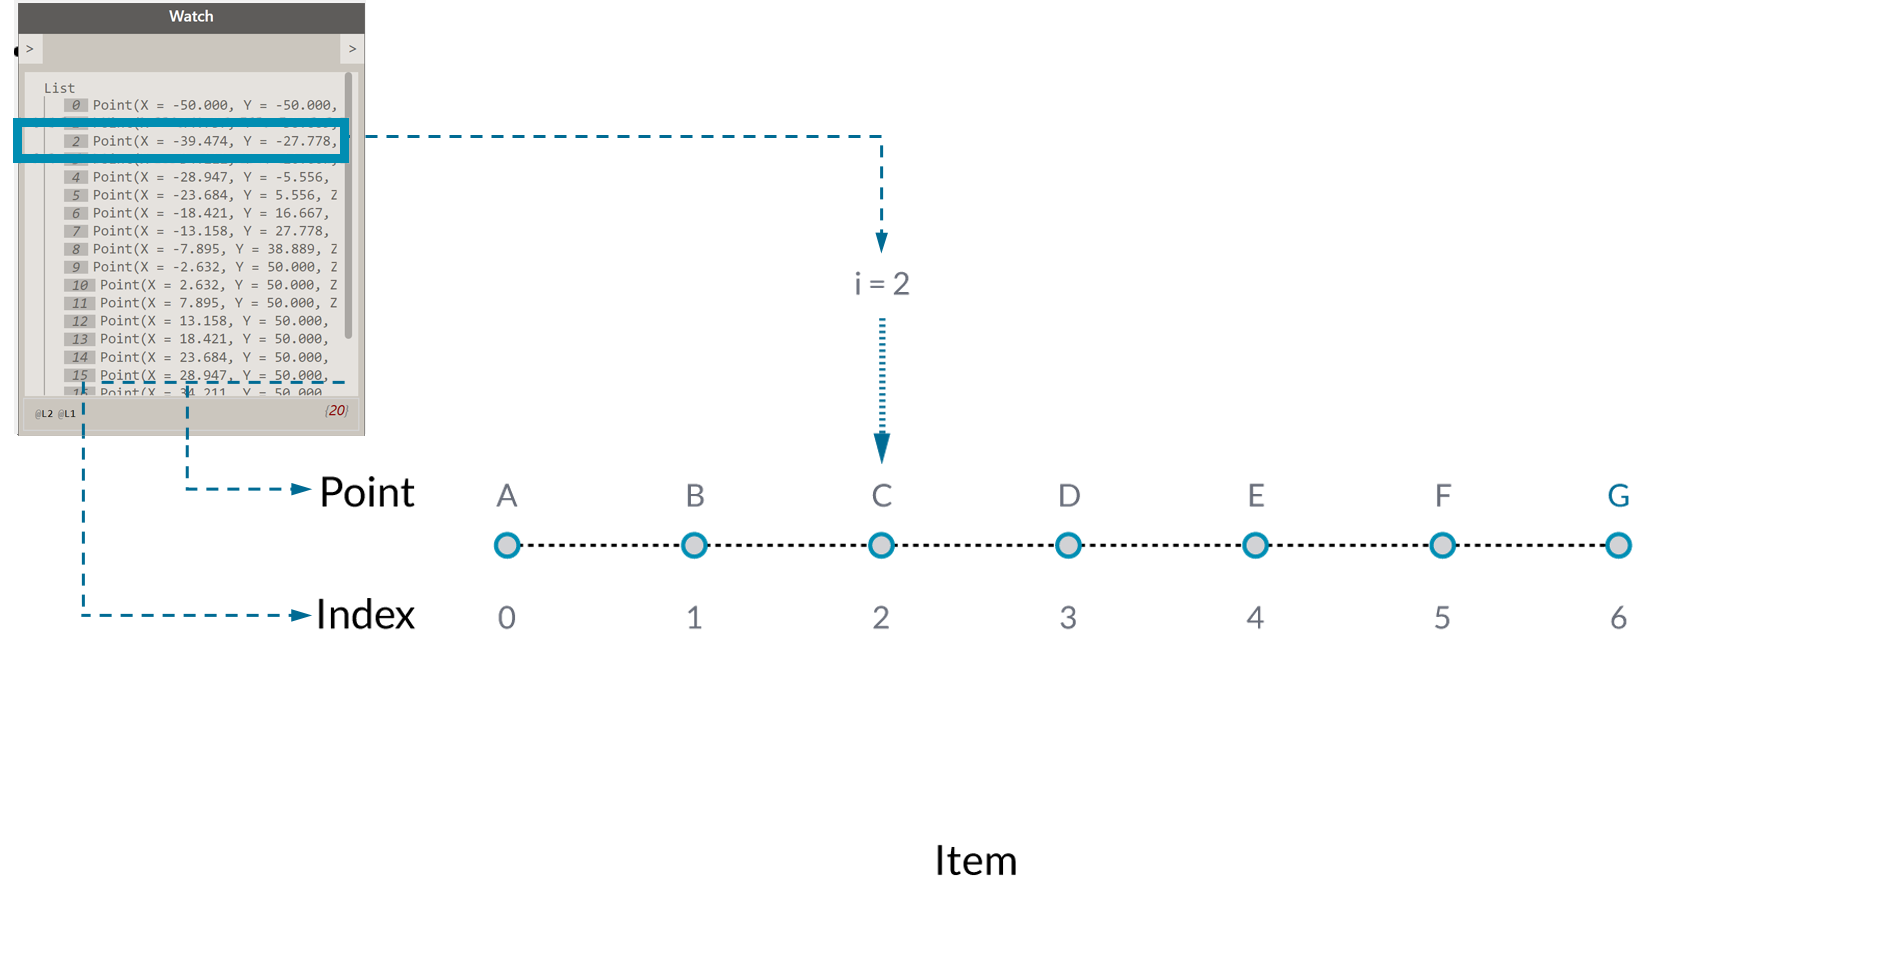 Watch
> >
List
0 Point(X = -50.000, Y = -50.000,
2 Point(X = -39.474, Y = -27.778,
4 Point(X = -28.947, Y = -5.556,
5 Point(X = -23.684, Y = 5.556, Z
6 Point(X = -18.421, Y = 16.667,
7 Point(X = -13.158, Y = 27.778,
8 Point(X = -7.895, Y = 38.889, Z
9 Point(X = -2.632, Y = 50.000, Z
10 Point(X = 2.632, Y = 50.000, Z
11 Point(X = 7.895, Y = 50.000, Z
12 Point(X = 13.158, Y = 50.000,
13 Point(X = 18.421, Y = 50.000,
14 Point(X = 23.684, Y = 50.000,
15 Point(X = 28.947, Y = 50.000,
16 Point(X = 34.211, Y = 50.000
@L2 @L1 {20}
i = 2
Point A B C D E F G
Index 0 1 2 3 4 5 6
Item